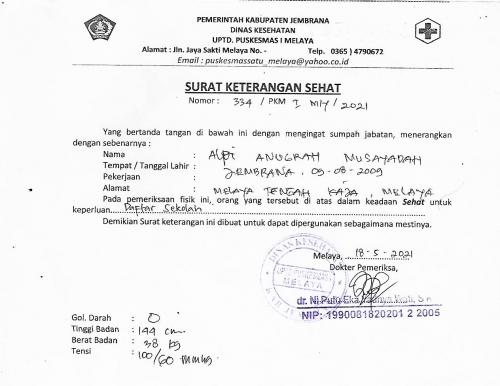 PEMERINTAH KABUPATEN JEMBRANA
DINAS KESEHATAN
UPTD. PUSKESMAS I MELAYA
Alamat : Jln. Jaya Sakti Melaya No. - Telp. 0365 ) 4790672
Email : puskesmassatu_melaya@yahoo.co.id
SURAT KETERANGAN SEHAT
Nomor : 334 / PKM I Mly / 2021
Yang bertanda tangan di bawah ini dengan mengingat sumpah jabatan, menerangkan
dengan sebenarnya :
Nama : ANUGRAH MUSAYADAH
Tempat / Tanggal Lahir : JEMBRANA, 09-08-2009
Pekerjaan : -
Alamat : MELAYA TENGAH KAJA, MELAYA
Pada pemeriksaan fisik ini, orang yang tersebut di atas dalam keadaan Sehat untuk
keperluan Daftar Sekolah
Demikian Surat keterangan ini dibuat untuk dapat dipergunakan sebagaimana mestinya.
Melaya, 18-5-2021
Dokter Pemeriksa,
DINAS KESEHATAN
UPTD PUSKESMAS I
MELAYA
dr. Ni Putu Eka
NIP: 1990081820201 2 2005
Gol. Darah : O
Tinggi Badan : 144 cm
Berat Badan : 38 kg
Tensi : 100/60 mmHg